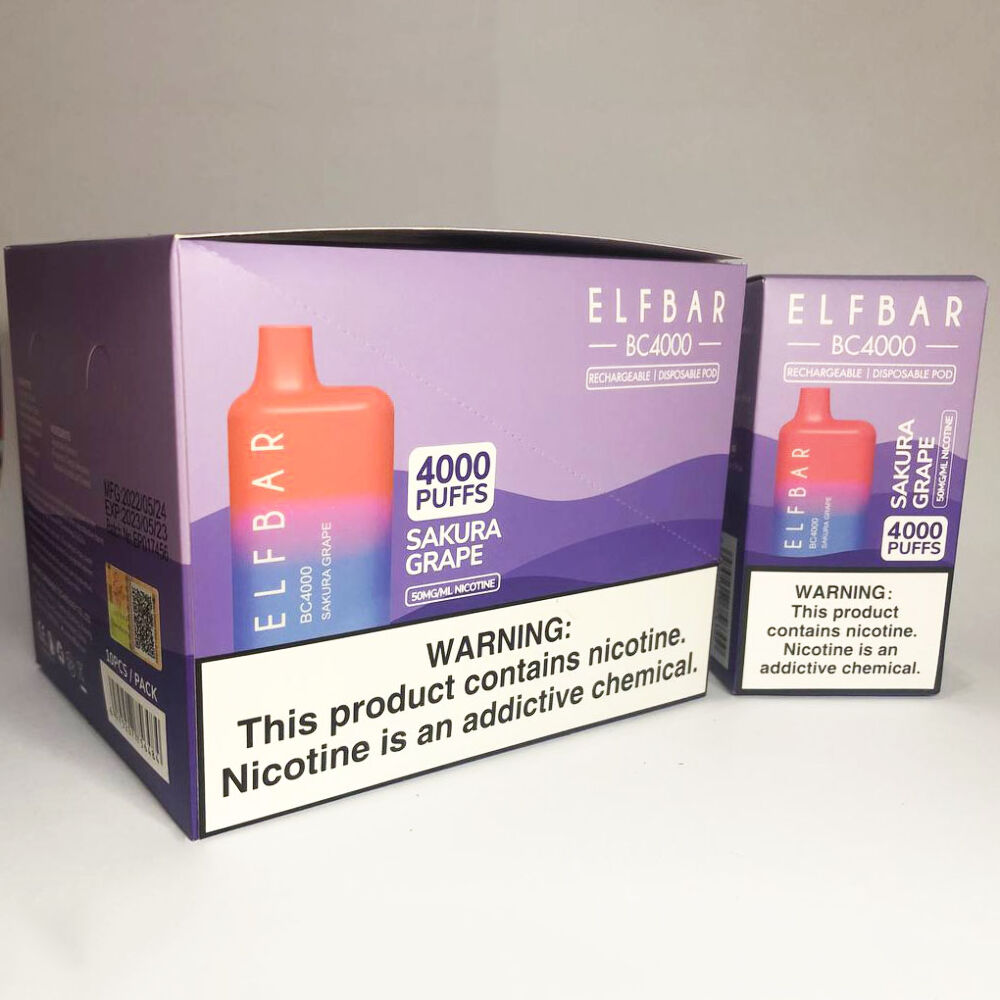 ELFBAR
BC4000
RECHARGEABLE | DISPOSABLE POD
4000
PUFFS
SAKURA
GRAPE
50MG/ML NICOTINE
ELFBAR
BC4000
SAKURA GRAPE
WARNING:
This product contains nicotine.
Nicotine is an addictive chemical.
MFG:2022/05/24
EXP:2023/05/23
10PCS / PACK
ELFBAR
BC4000
RECHARGEABLE | DISPOSABLE POD
SAKURA
GRAPE
50MG/ML NICOTINE
4000
PUFFS
ELFBAR
BC4000
SAKURA GRAPE
WARNING:
This product
contains nicotine.
Nicotine is an
addictive chemical.